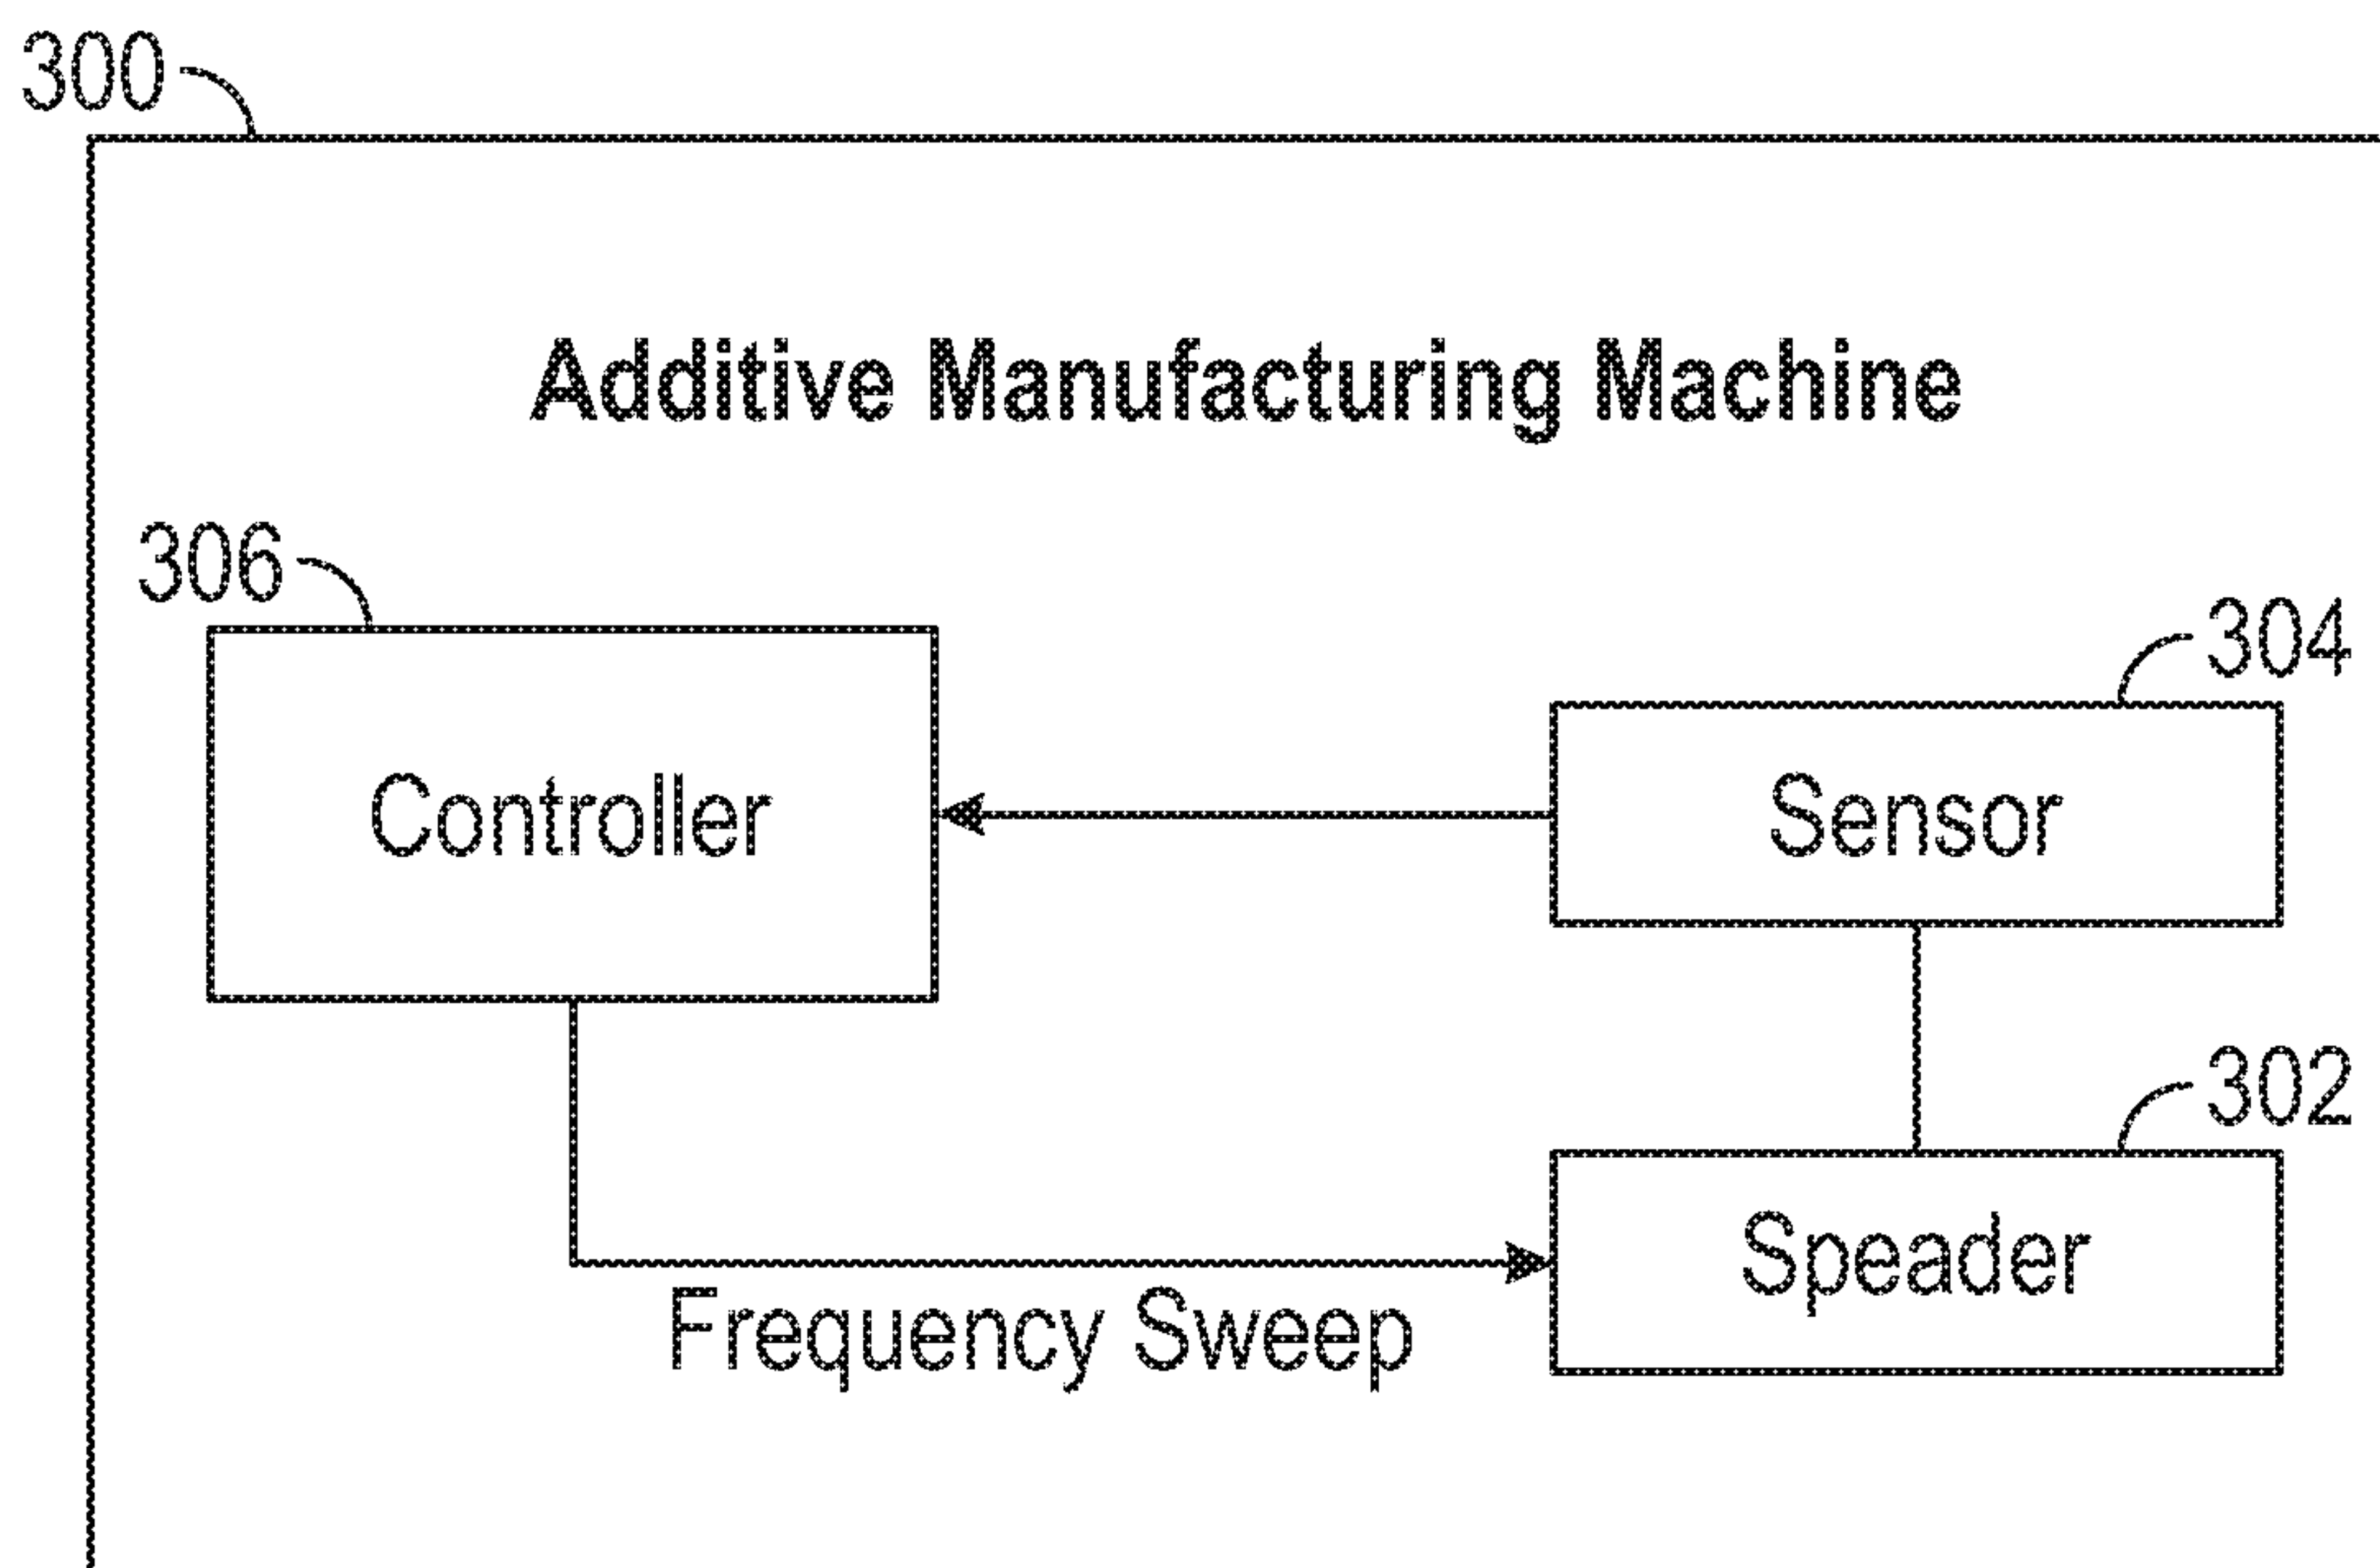 300
Additive Manufacturing Machine
306
304
Controller
Sensor
302
Speader
Frequency Sweep